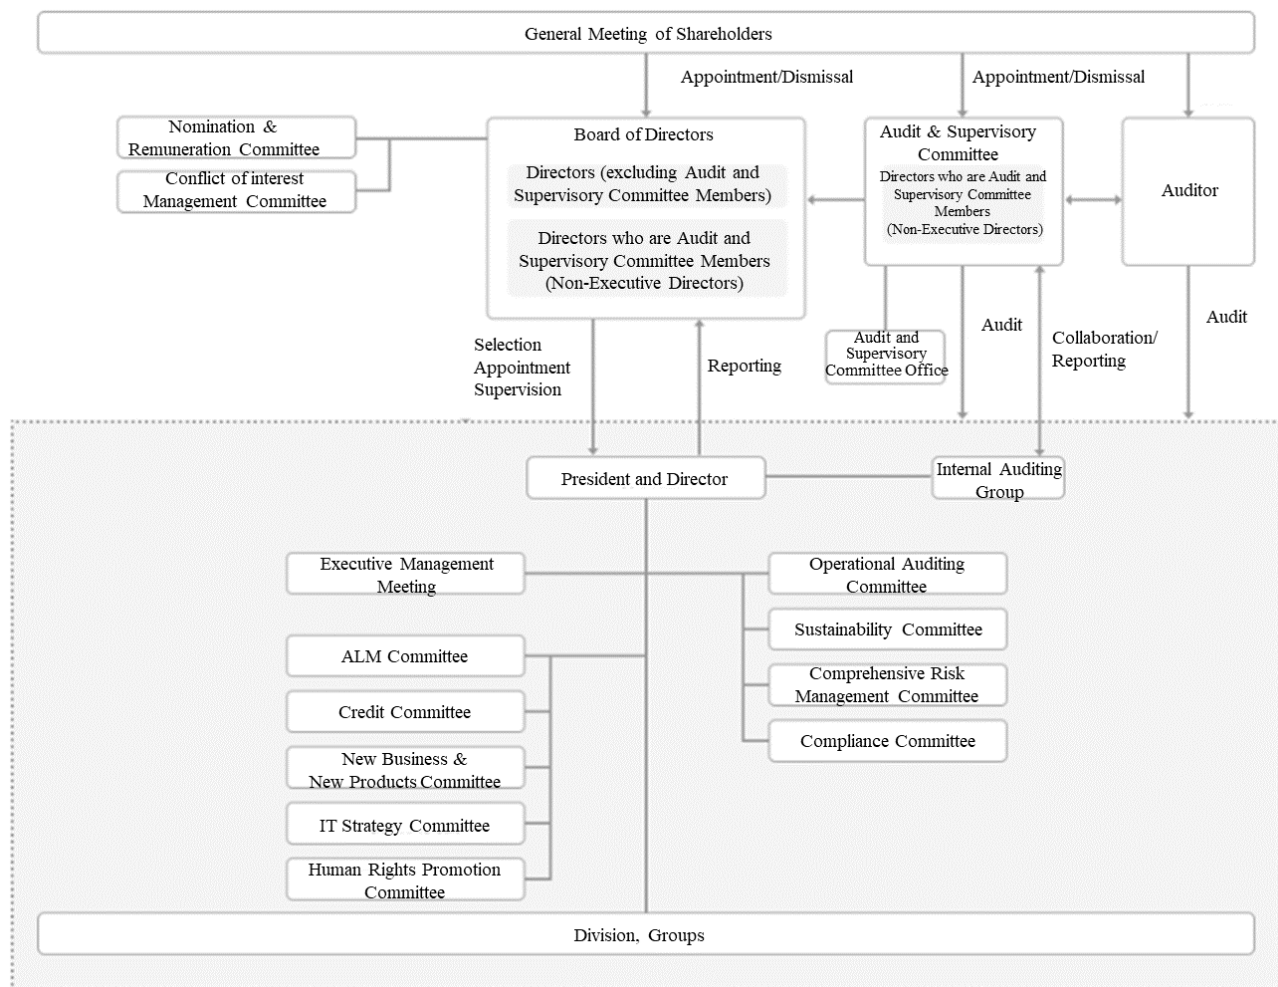 General Meeting of Shareholders
Appointment/Dismissal
Appointment/Dismissal
Nomination &
Remuneration Committee
Conflict of interest
Management Committee
Board of Directors
Directors (excluding Audit and
Supervisory Committee Members)
Directors who are Audit and
Supervisory Committee Members
(Non-Executive Directors)
Audit & Supervisory
Committee
Directors who are Audit and
Supervisory Committee
Members
(Non-Executive Directors)
Auditor
Selection
Appointment
Supervision
Reporting
Audit and
Supervisory
Committee Office
Audit
Collaboration/
Reporting
Audit
President and Director
Internal Auditing
Group
Executive Management
Meeting
ALM Committee
Credit Committee
New Business &
New Products Committee
IT Strategy Committee
Human Rights Promotion
Committee
Operational Auditing
Committee
Sustainability Committee
Comprehensive Risk
Management Committee
Compliance Committee
Division, Groups